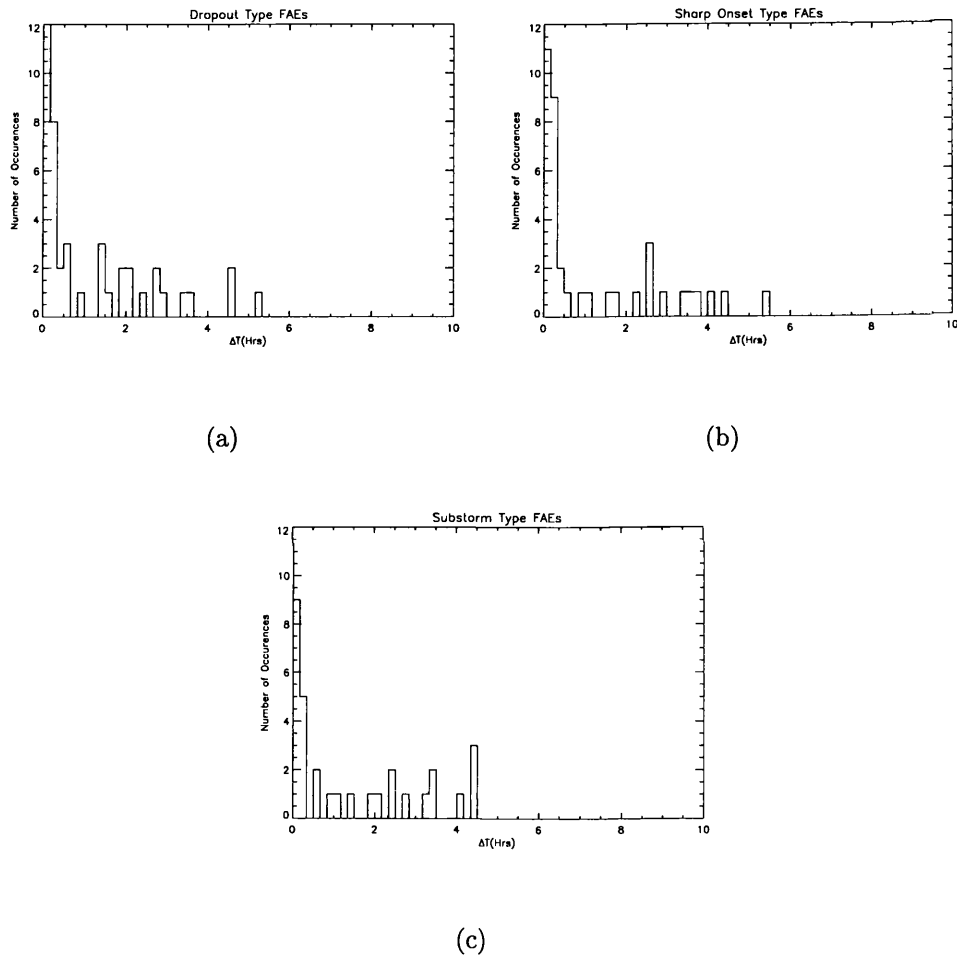 Dropout Type FAEs
12
10
8
6
4
2
0
Number of Occurences
0 2 4 6 8 10
ΔT(Hrs)
(a)
Sharp Onset Type FAEs
12
10
8
6
4
2
0
Number of Occurences
0 2 4 6 8 10
ΔT(Hrs)
(b)
Substorm Type FAEs
12
10
8
6
4
2
0
Number of Occurences
0 2 4 6 8 10
ΔT(Hrs)
(c)